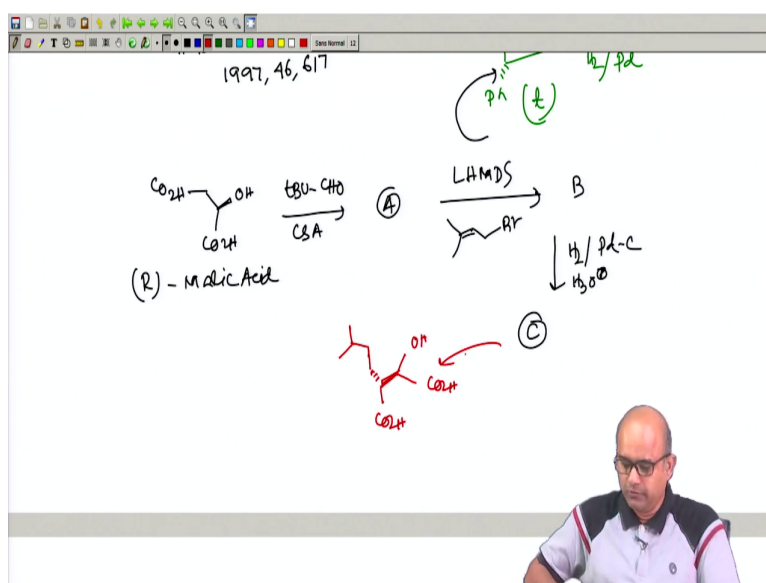 Sans Normal 12
1997, 46, 617
H2/Pd
Ph (t)
CO2H OH
CO2H
tBu-CHO
CSA
A
LHMDS
Br
B
(R)-Malic Acid
H2/Pd-C
H3O⊕
C
OH
CO2H
CO2H